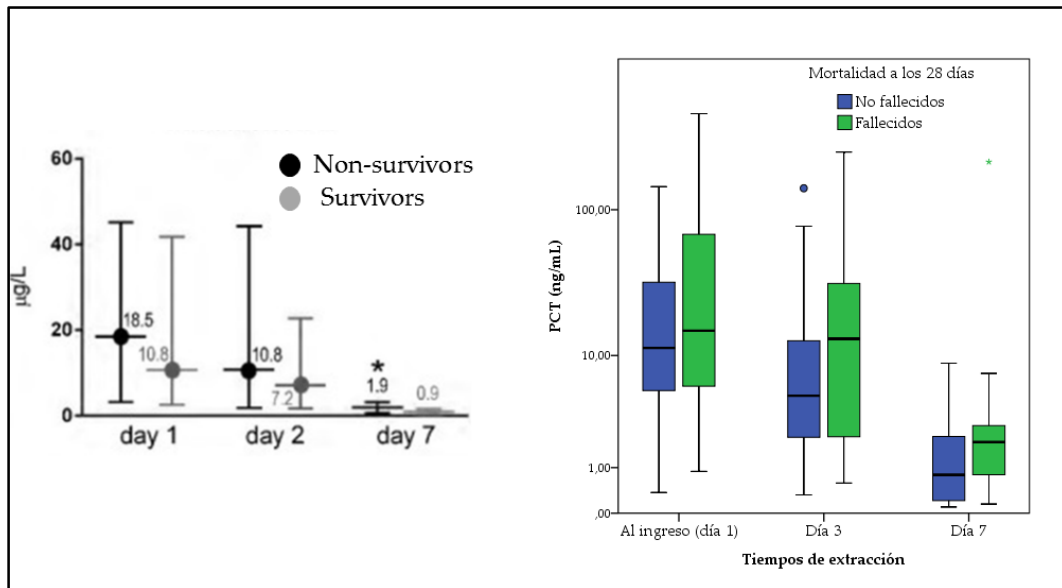 60
40
20
0
µg/L
Non-survivors
Survivors
18.5
10.8
10.8
7.2
*
1.9
0.9
day 1
day 2
day 7
Mortalidad a los 28 días
No fallecidos
Fallecidos
*
100,00
10,00
1,00
,00
PCT (ng/mL)
Al ingreso (día 1)
Día 3
Día 7
Tiempos de extracción